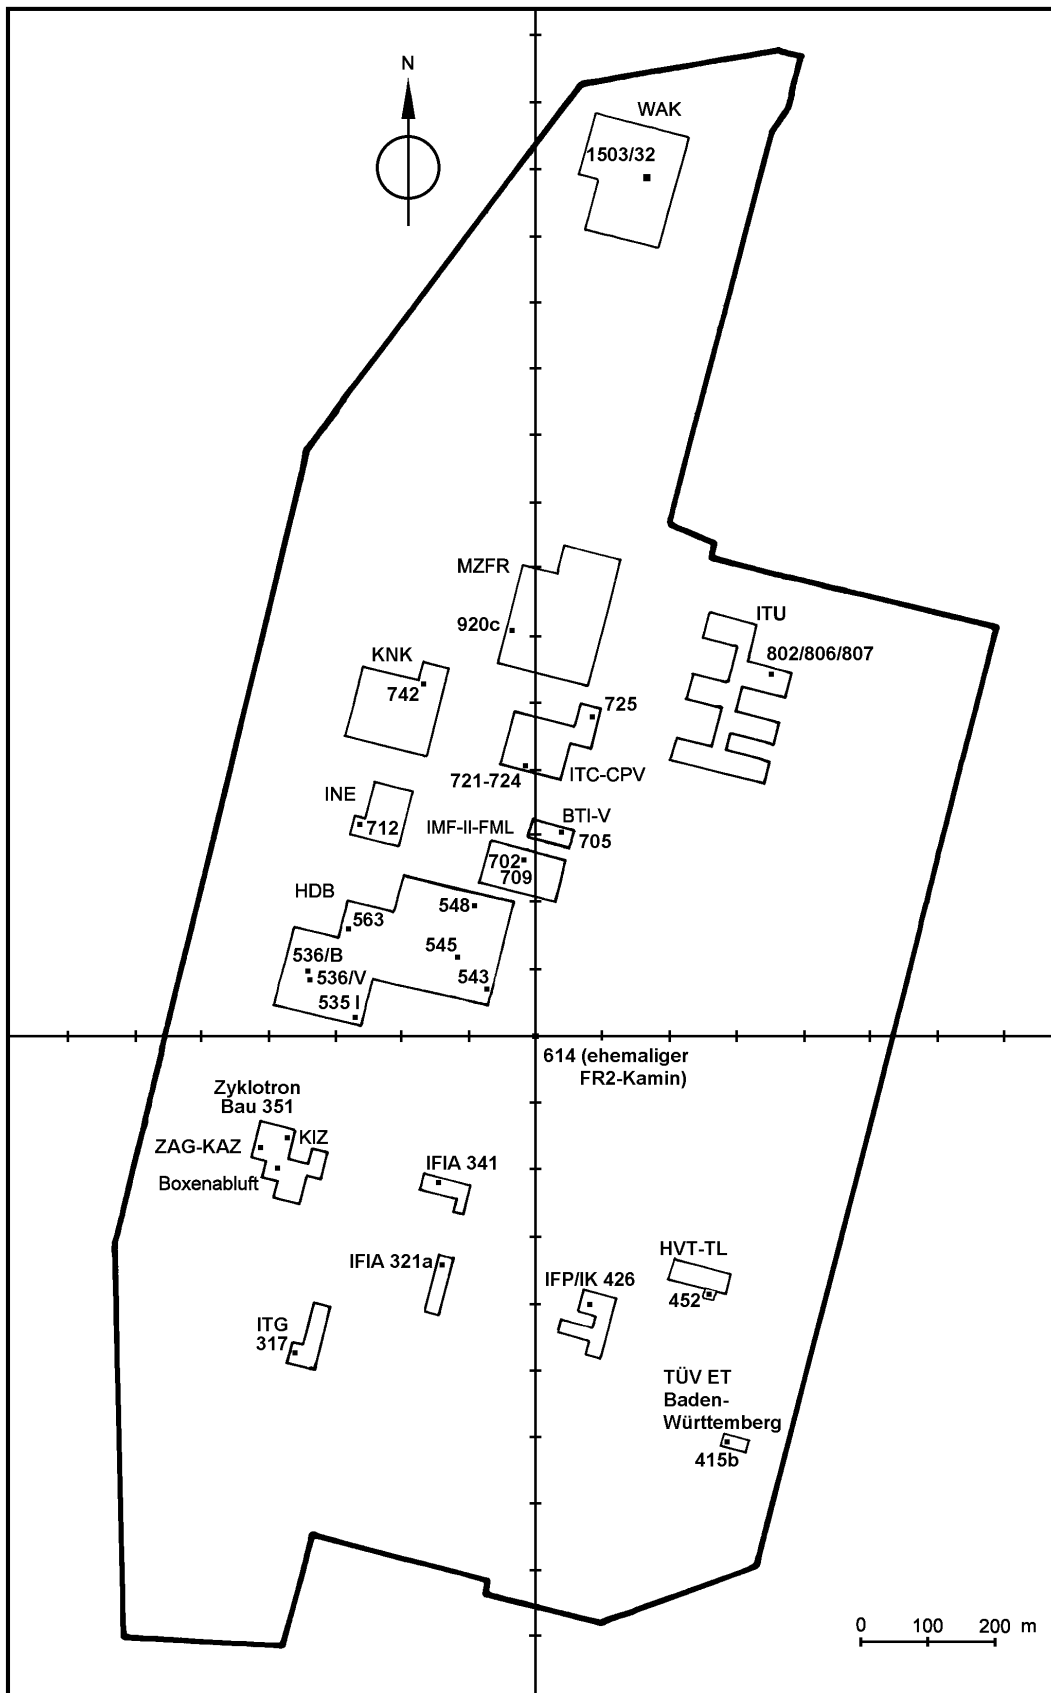 N
WAK
1503/32
MZFR
920c
ITU
802/806/807
KNK
742
725
721-724
ITC-CPV
INE
712
IMF-II-FML
BTI-V
705
702
709
HDB
563
548
536/B
536/V
545
543
535 I
614 (ehemaliger
FR2-Kamin)
Zyklotron
Bau 351
ZAG-KAZ
KIZ
Boxenabluft
IFIA 341
IFIA 321a
ITG
317
IFP/IK 426
HVT-TL
452
TÜV ET
Baden-
Württemberg
415b
0 100 200 m